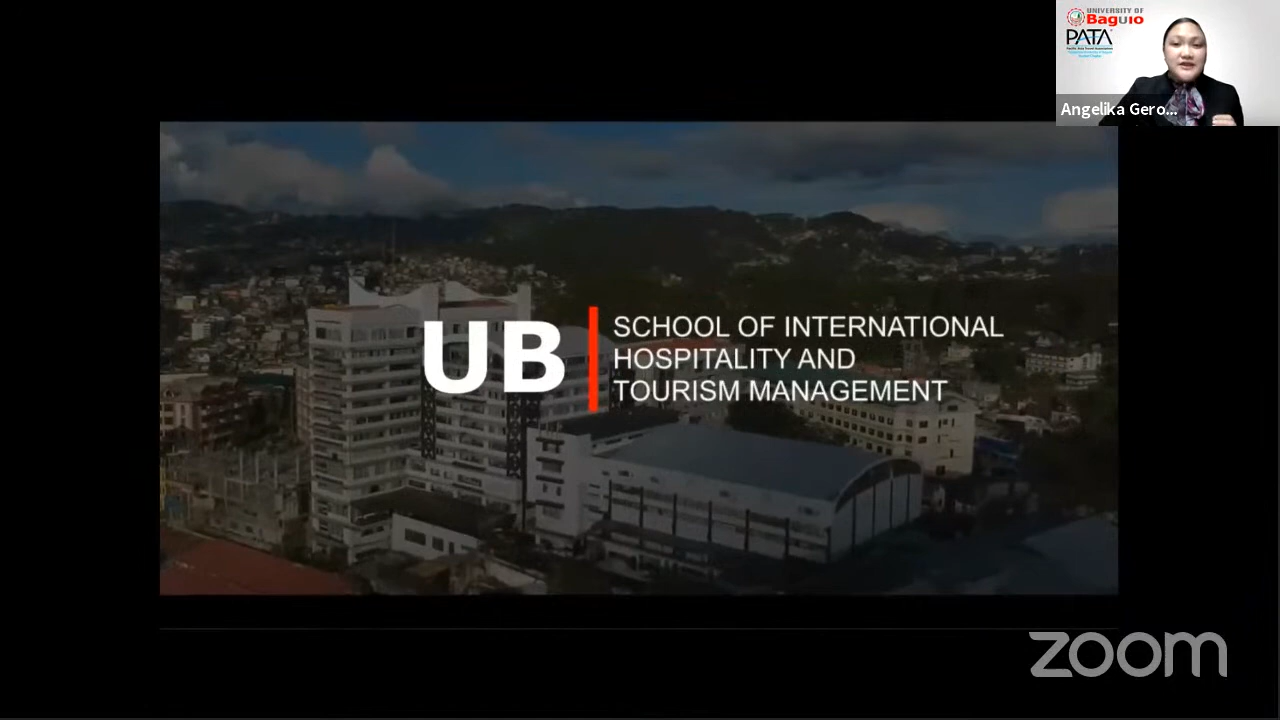 UNIVERSITY OF
Baguio
PATA
Angelika Gero...
UB
SCHOOL OF INTERNATIONAL
HOSPITALITY AND
TOURISM MANAGEMENT
zoom